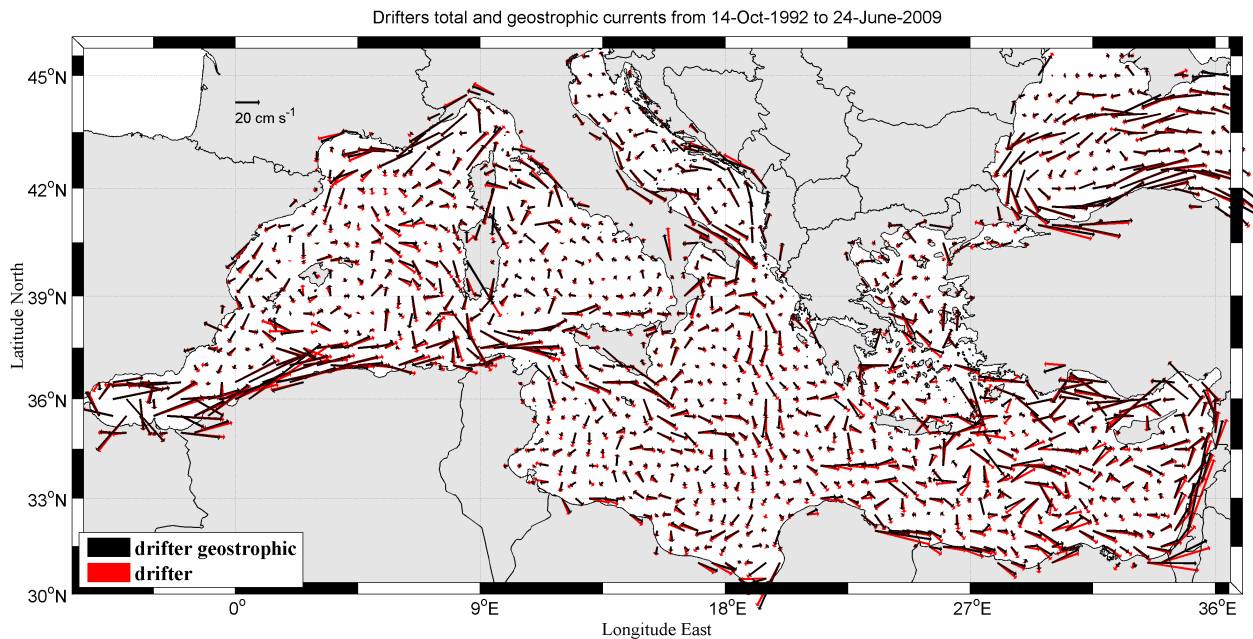 Drifters total and geostrophic currents from 14-Oct-1992 to 24-June-2009
45°N
20 cm s-1
42°N
39°N
Latitude North
36°N
33°N
drifter geostrophic
drifter
30°N
0°
9°E
18°E
27°E
36°E
Longitude East